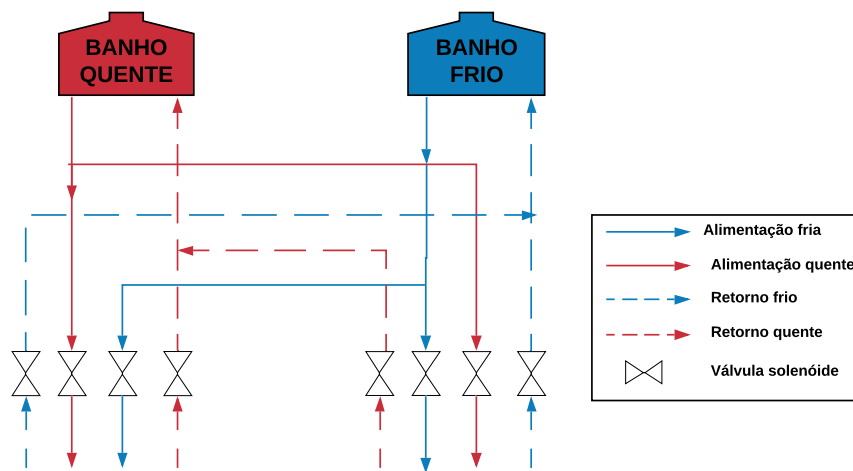 BANHO
QUENTE
BANHO
FRIO
Alimentação fria
Alimentação quente
Retorno frio
Retorno quente
Válvula solenóide